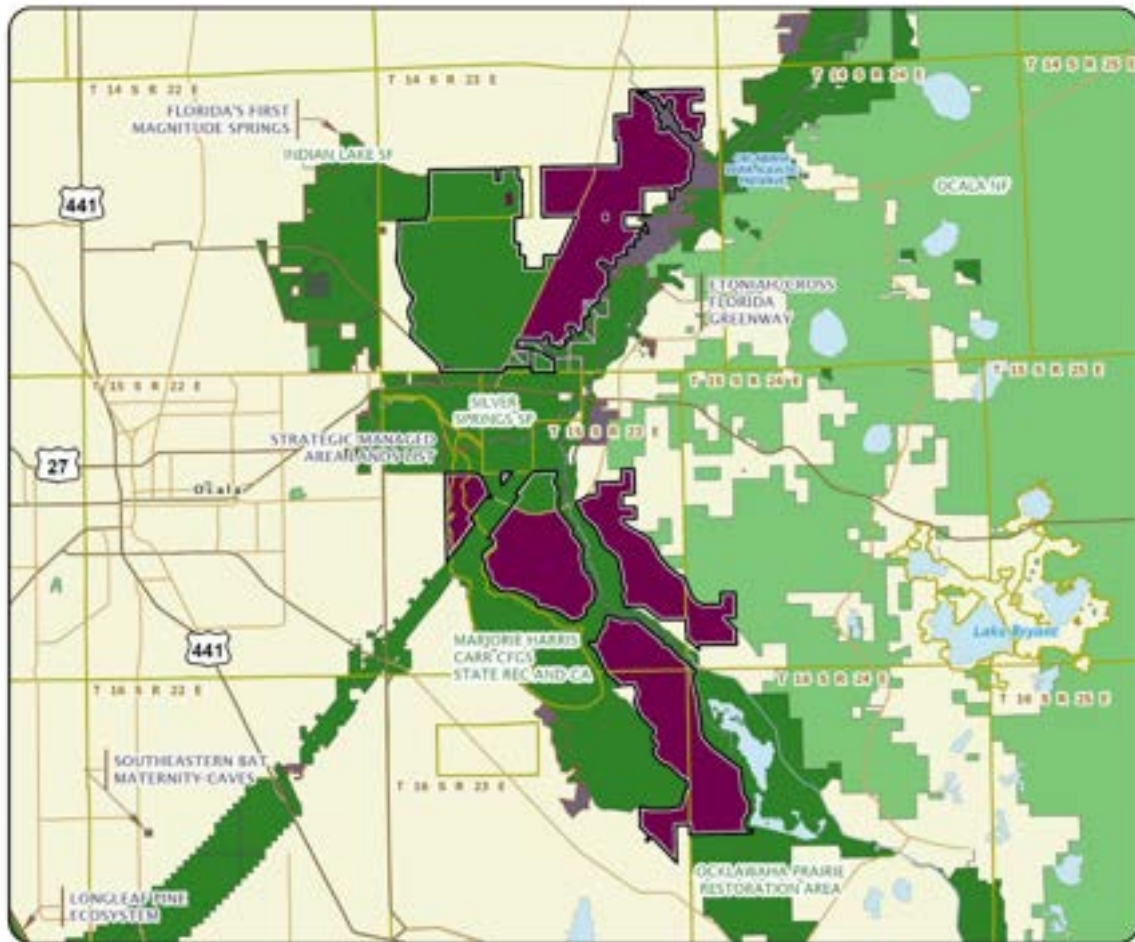 T 14 S R 22 E
T 14 S R 23 E
T 14 S R 24 E
T 14 S R 25 E
FLORIDA'S FIRST
MAGNITUDE SPRINGS
INDIAN LAKE SF
PRESERVE
OCALA NF
441
ETONIAH/CROSS
FLORIDA
GREENWAY
T 15 S R 22 E
T 15 S R 24 E
T 15 S R 25 E
SILVER
SPRINGS SP
T 15 S R 23 E
STRATEGIC MANAGED
AREA LANDS LIST
27
Ocala
MARJORIE HARRIS
CARR CFGS
STATE REC AND CA
Lake Bryant
441
T 16 S R 22 E
T 16 S R 24 E
T 16 S R 25 E
SOUTHEASTERN BAT
MATERNITY CAVES
T 16 S R 23 E
OCKLAWAHA PRAIRIE
RESTORATION AREA
LONGLEAF PINE
ECOSYSTEM